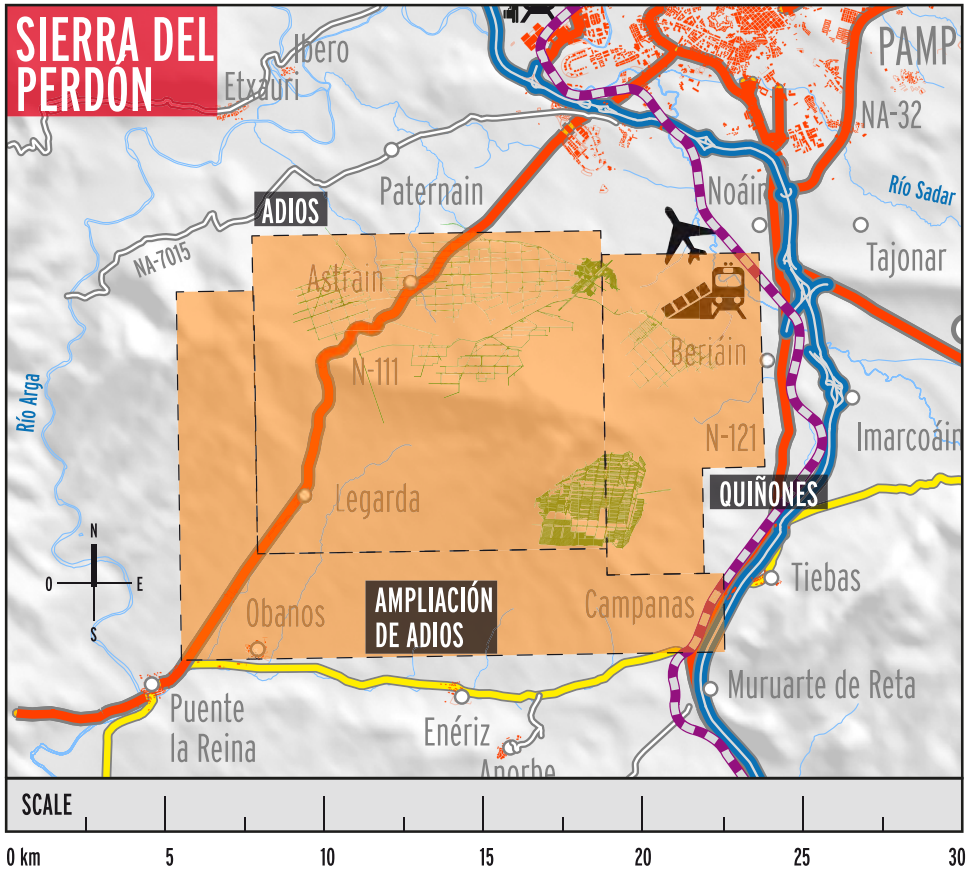 SIERRA DEL
PERDÓN
Ibero
Etxauri
PAMP
NA-32
Paternain
Noáin
Río Sadar
ADIOS
NA-7015
Tajonar
Astrain
N-111
Beriáin
Río Arga
N-121
Imarcoáin
Legarda
QUIÑONES
N
O
E
S
Tiebas
Obanos
AMPLIACIÓN
DE ADIOS
Campanas
Puente
la Reina
Enériz
Muruarte de Reta
Anorbe
SCALE
0 km
5
10
15
20
25
30